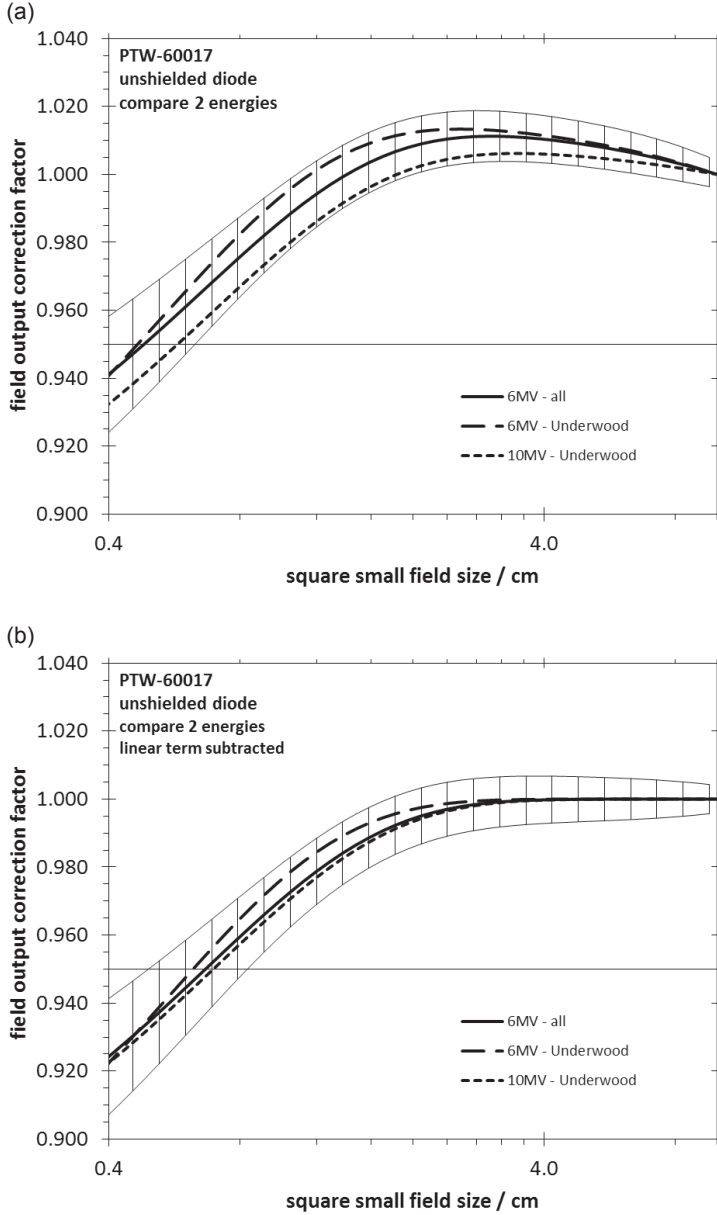 (a)
1.040
PTW-60017
unshielded diode
compare 2 energies
1.020
1.000
0.980
0.960
0.940
0.920
0.900
field output correction factor
6MV - all
6MV - Underwood
10MV - Underwood
0.4
4.0
square small field size / cm
(b)
1.040
PTW-60017
unshielded diode
compare 2 energies
linear term subtracted
1.020
1.000
0.980
0.960
0.940
0.920
0.900
field output correction factor
6MV - all
6MV - Underwood
10MV - Underwood
0.4
4.0
square small field size / cm